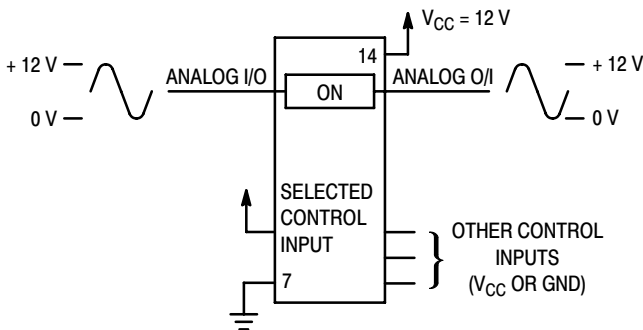 V_CC = 12 V
14
+ 12 V
0 V
ANALOG I/O
ON
ANALOG O/I
+ 12 V
0 V
SELECTED
CONTROL
INPUT
7
OTHER CONTROL
INPUTS
(V_CC OR GND)